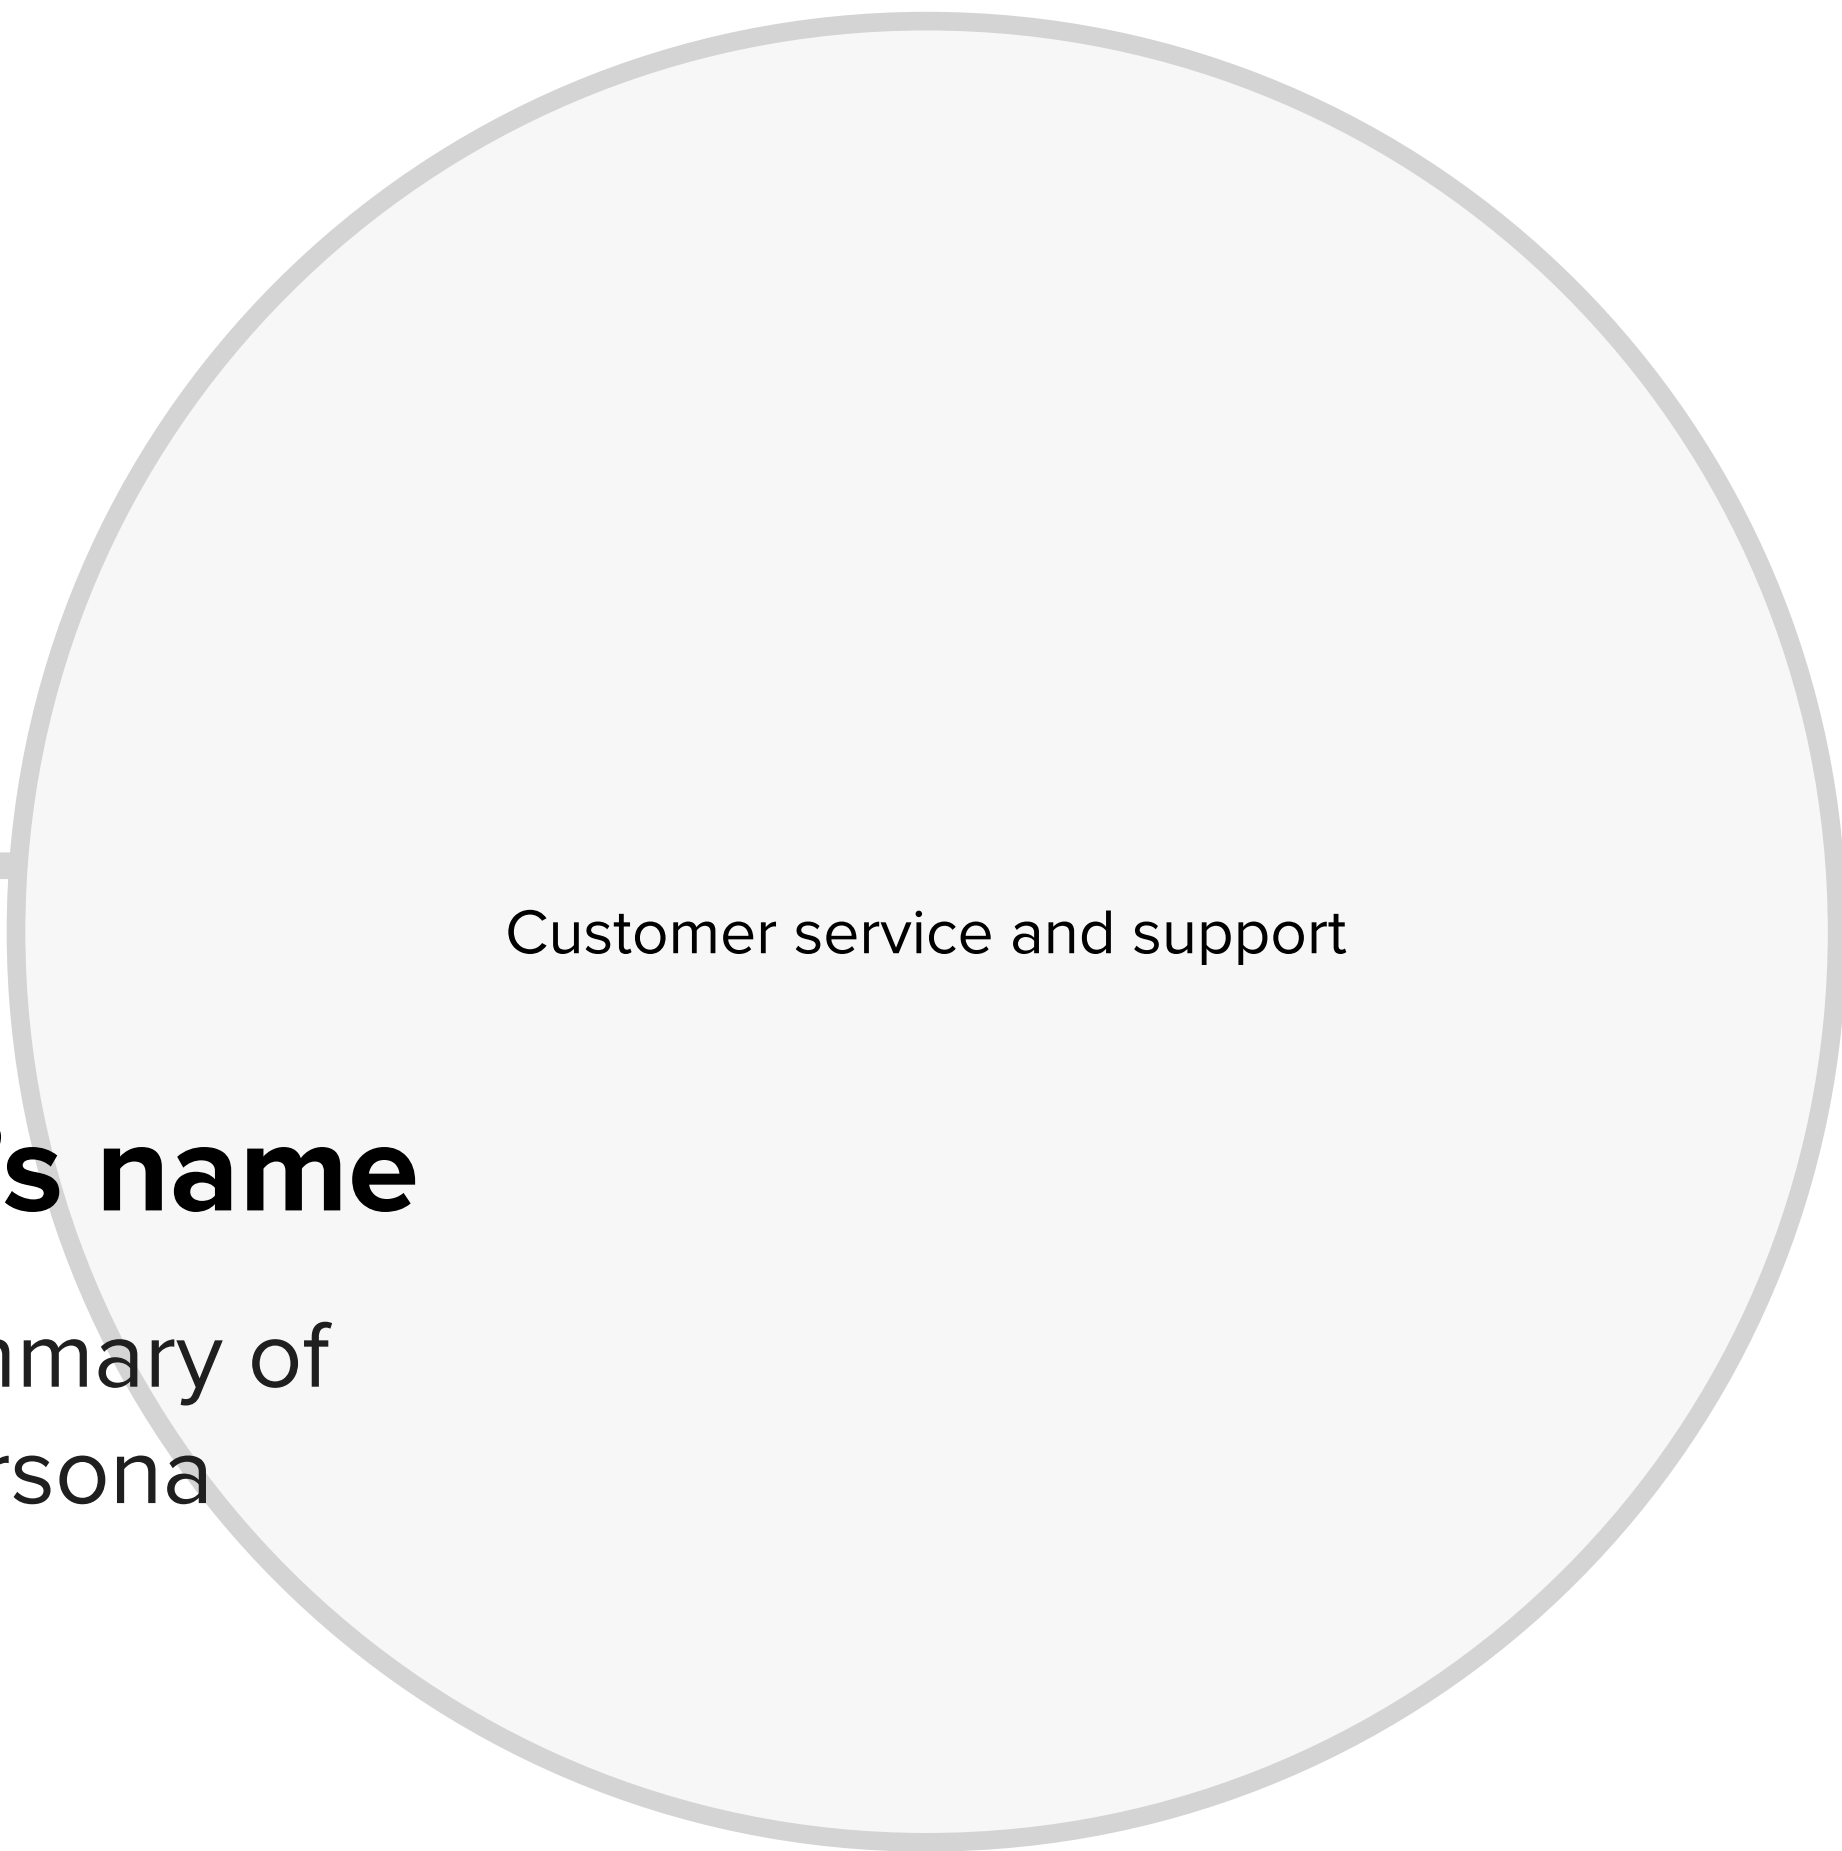 Customer service and support
's name
mmary of
rsona